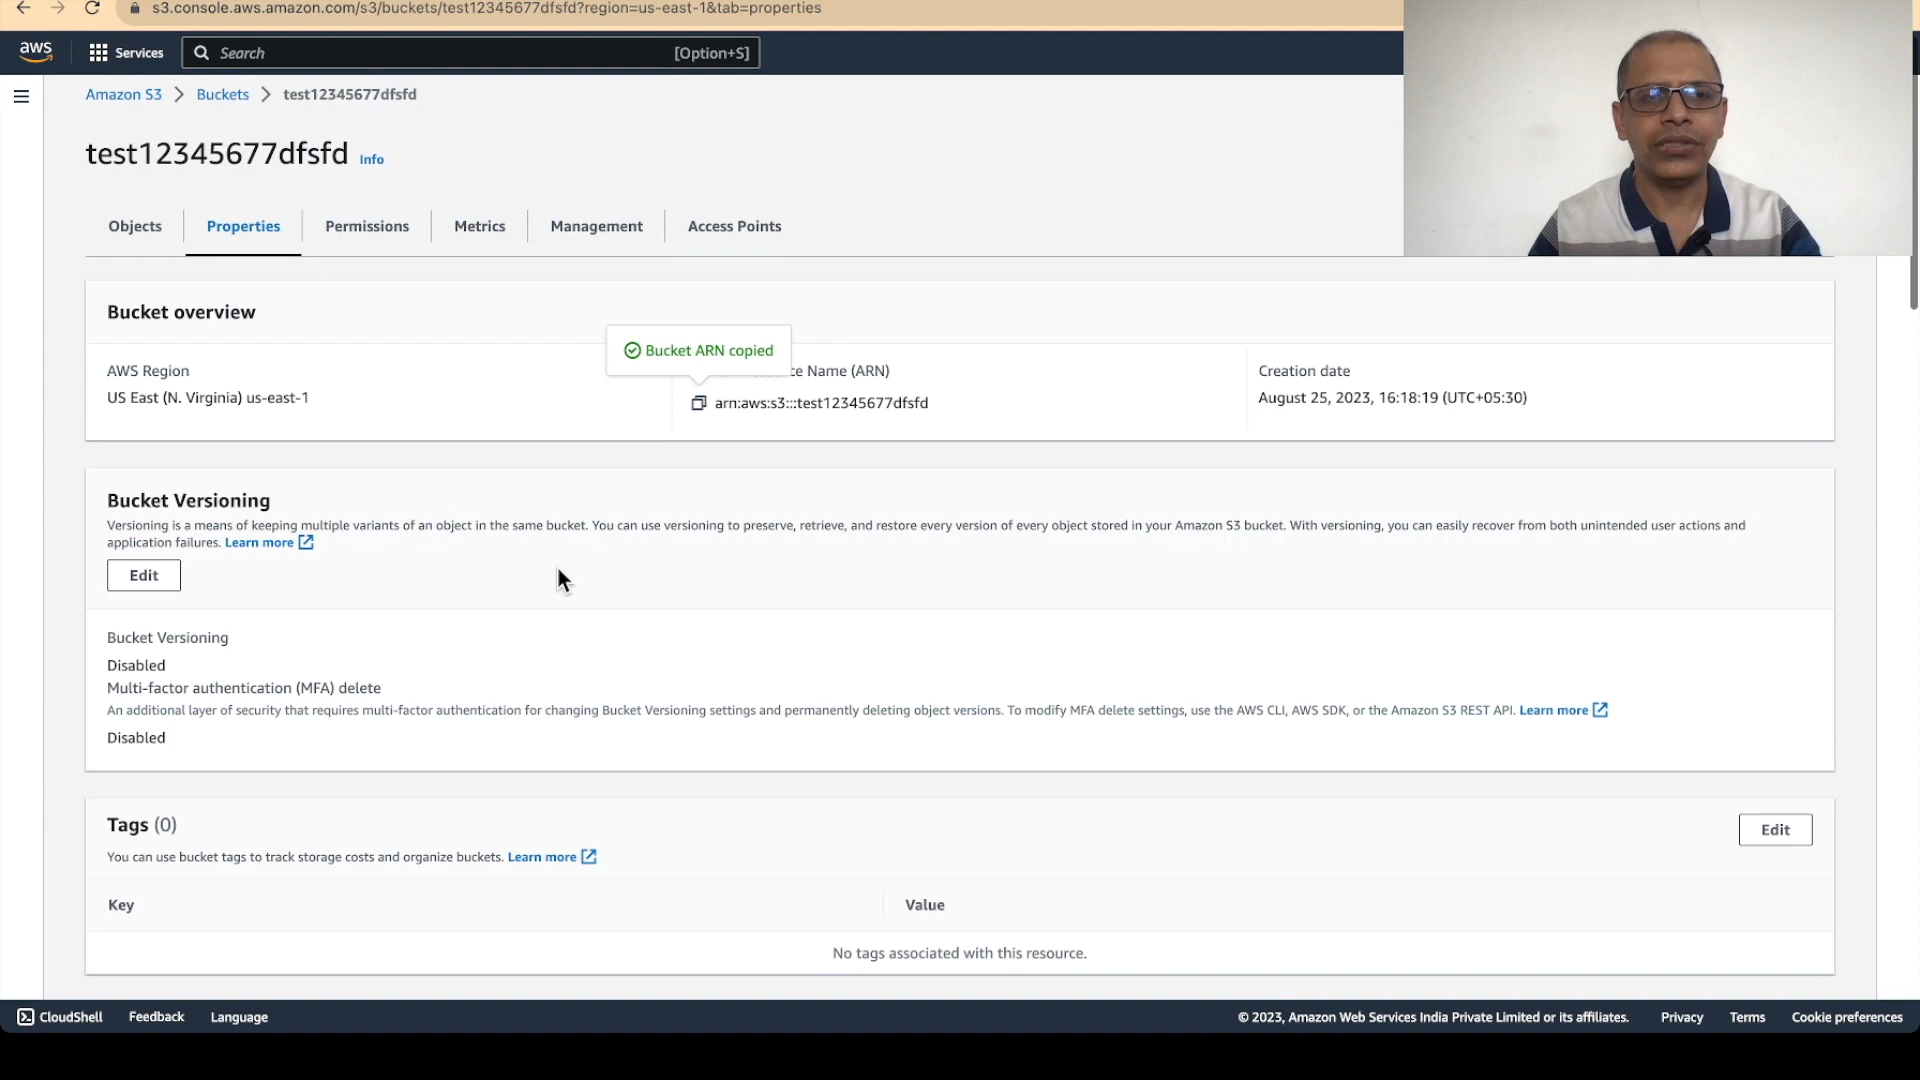 s3.console.aws.amazon.com/s3/buckets/test12345677dfsfd?region=us-east-1&tab=properties
aws
Services
Search
[Option+S]
Amazon S3 > Buckets > test12345677dfsfd
test12345677dfsfd Info
Objects
Properties
Permissions
Metrics
Management
Access Points
Bucket overview
Bucket ARN copied
AWS Region
Name (ARN)
Creation date
US East (N. Virginia) us-east-1
arn:aws:s3:::test12345677dfsfd
August 25, 2023, 16:18:19 (UTC+05:30)
Bucket Versioning
Versioning is a means of keeping multiple variants of an object in the same bucket. You can use versioning to preserve, retrieve, and restore every version of every object stored in your Amazon S3 bucket. With versioning, you can easily recover from both unintended user actions and
application failures. Learn more
Edit
Bucket Versioning
Disabled
Multi-factor authentication (MFA) delete
An additional layer of security that requires multi-factor authentication for changing Bucket Versioning settings and permanently deleting object versions. To modify MFA delete settings, use the AWS CLI, AWS SDK, or the Amazon S3 REST API. Learn more
Disabled
Tags (0)
Edit
You can use bucket tags to track storage costs and organize buckets. Learn more
Key
Value
No tags associated with this resource.
CloudShell
Feedback
Language
© 2023, Amazon Web Services India Private Limited or its affiliates.
Privacy
Terms
Cookie preferences